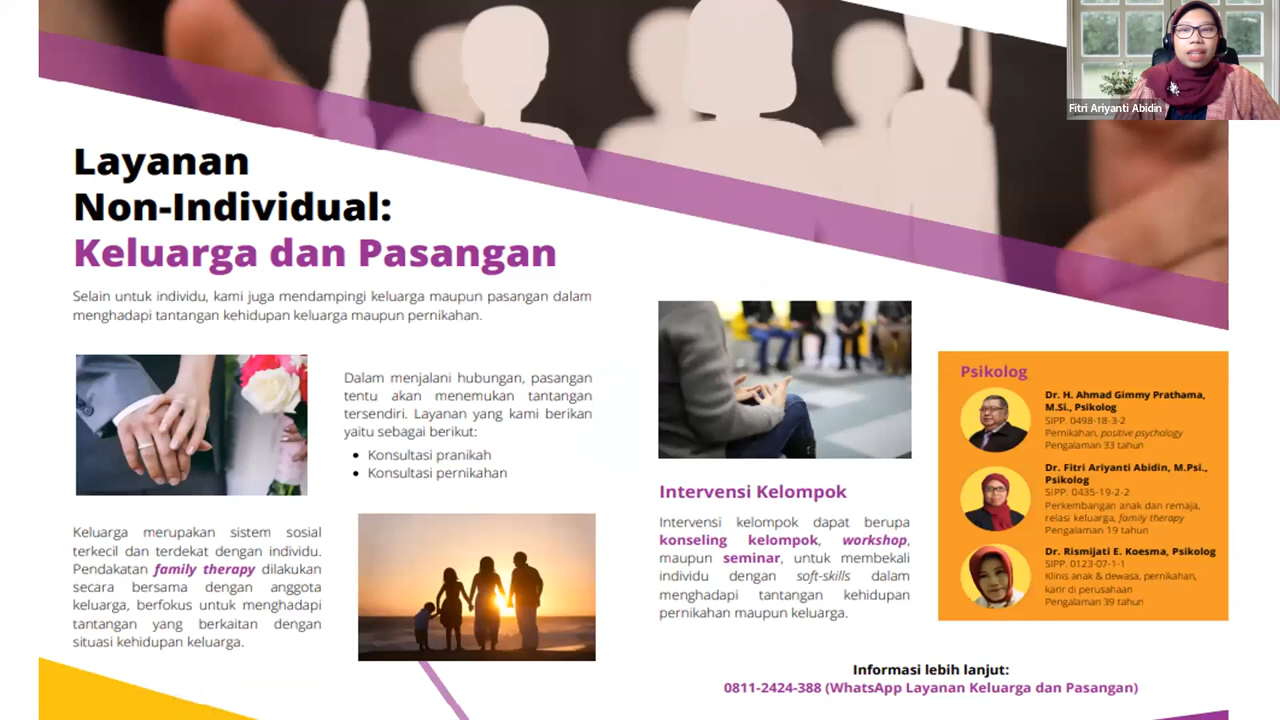 Fitri Ariyanti Abidin
Layanan
Non-Individual:
Keluarga dan Pasangan
Selain untuk individu, kami juga mendampingi keluarga maupun pasangan dalam
menghadapi tantangan kehidupan keluarga maupun pernikahan.
Dalam menjalani hubungan, pasangan
tentu akan menemukan tantangan
tersendiri. Layanan yang kami berikan
yaitu sebagai berikut:
• Konsultasi pranikah
• Konsultasi pernikahan
Keluarga merupakan sistem sosial
terkecil dan terdekat dengan individu.
Pendakatan family therapy dilakukan
secara bersama dengan anggota
keluarga, berfokus untuk menghadapi
tantangan yang berkaitan dengan
situasi kehidupan keluarga.
Intervensi Kelompok
Intervensi kelompok dapat berupa
konseling kelompok, workshop,
maupun seminar, untuk membekali
individu dengan soft-skills dalam
menghadapi tantangan kehidupan
pernikahan maupun keluarga.
Psikolog
Dr. H. Ahmad Gimmy Prathama,
M.Si., Psikolog
SIPP. 0498-18-3-2
Pernikahan, positive psychology
Pengalaman 33 tahun
Dr. Fitri Ariyanti Abidin, M.Psi.,
Psikolog
SIPP. 0435-19-2-2
Perkembangan anak dan remaja,
relasi keluarga, family therapy
Pengalaman 19 tahun
Dr. Rismijati E. Koesma, Psikolog
SIPP. 0123-07-1-1
Klinis anak & dewasa, pernikahan,
karir di perusahaan
Pengalaman 39 tahun
Informasi lebih lanjut:
0811-2424-388 (WhatsApp Layanan Keluarga dan Pasangan)